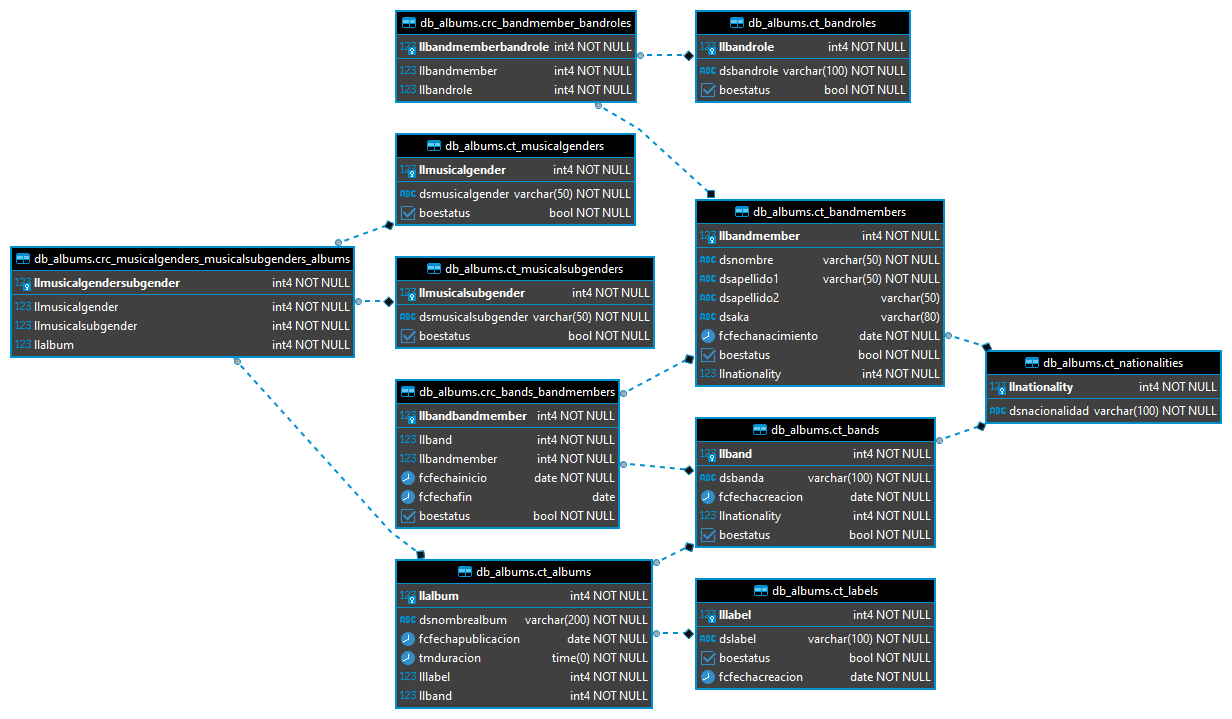 db_albums.crc_bandmember_bandroles
123 llbandmemberbandrole int4 NOT NULL
123 llbandmember int4 NOT NULL
123 llbandrole int4 NOT NULL
db_albums.ct_bandroles
123 llbandrole int4 NOT NULL
ABC dsbandrole varchar(100) NOT NULL
boestatus bool NOT NULL
db_albums.ct_musicalgenders
123 llmusicalgender int4 NOT NULL
ABC dsmusicalgender varchar(50) NOT NULL
boestatus bool NOT NULL
db_albums.ct_bandmembers
123 llbandmember int4 NOT NULL
ABC dsnombre varchar(50) NOT NULL
ABC dsapellido1 varchar(50) NOT NULL
ABC dsapellido2 varchar(50)
ABC dsaka varchar(80)
fcfechanacimiento date NOT NULL
boestatus bool NOT NULL
123 llnationality int4 NOT NULL
db_albums.crc_musicalgenders_musicalsubgenders_albums
123 llmusicalgendersubgender int4 NOT NULL
123 llmusicalgender int4 NOT NULL
123 llmusicalsubgender int4 NOT NULL
123 llalbum int4 NOT NULL
db_albums.ct_musicalsubgenders
123 llmusicalsubgender int4 NOT NULL
ABC dsmusicalsubgender varchar(50) NOT NULL
boestatus bool NOT NULL
db_albums.ct_nationalities
123 llnationality int4 NOT NULL
ABC dsnacionalidad varchar(100) NOT NULL
db_albums.crc_bands_bandmembers
123 llbandbandmember int4 NOT NULL
123 llband int4 NOT NULL
123 llbandmember int4 NOT NULL
fcfechainicio date NOT NULL
fcfechafin date
boestatus bool NOT NULL
db_albums.ct_bands
123 llband int4 NOT NULL
ABC dsbanda varchar(100) NOT NULL
fcfechacreacion date NOT NULL
123 llnationality int4 NOT NULL
boestatus bool NOT NULL
db_albums.ct_albums
123 llalbum int4 NOT NULL
ABC dsnombrealbum varchar(200) NOT NULL
fcfechapublicacion date NOT NULL
tmduracion time(0) NOT NULL
123 lllabel int4 NOT NULL
123 llband int4 NOT NULL
db_albums.ct_labels
123 lllabel int4 NOT NULL
ABC dslabel varchar(100) NOT NULL
boestatus bool NOT NULL
fcfechacreacion date NOT NULL